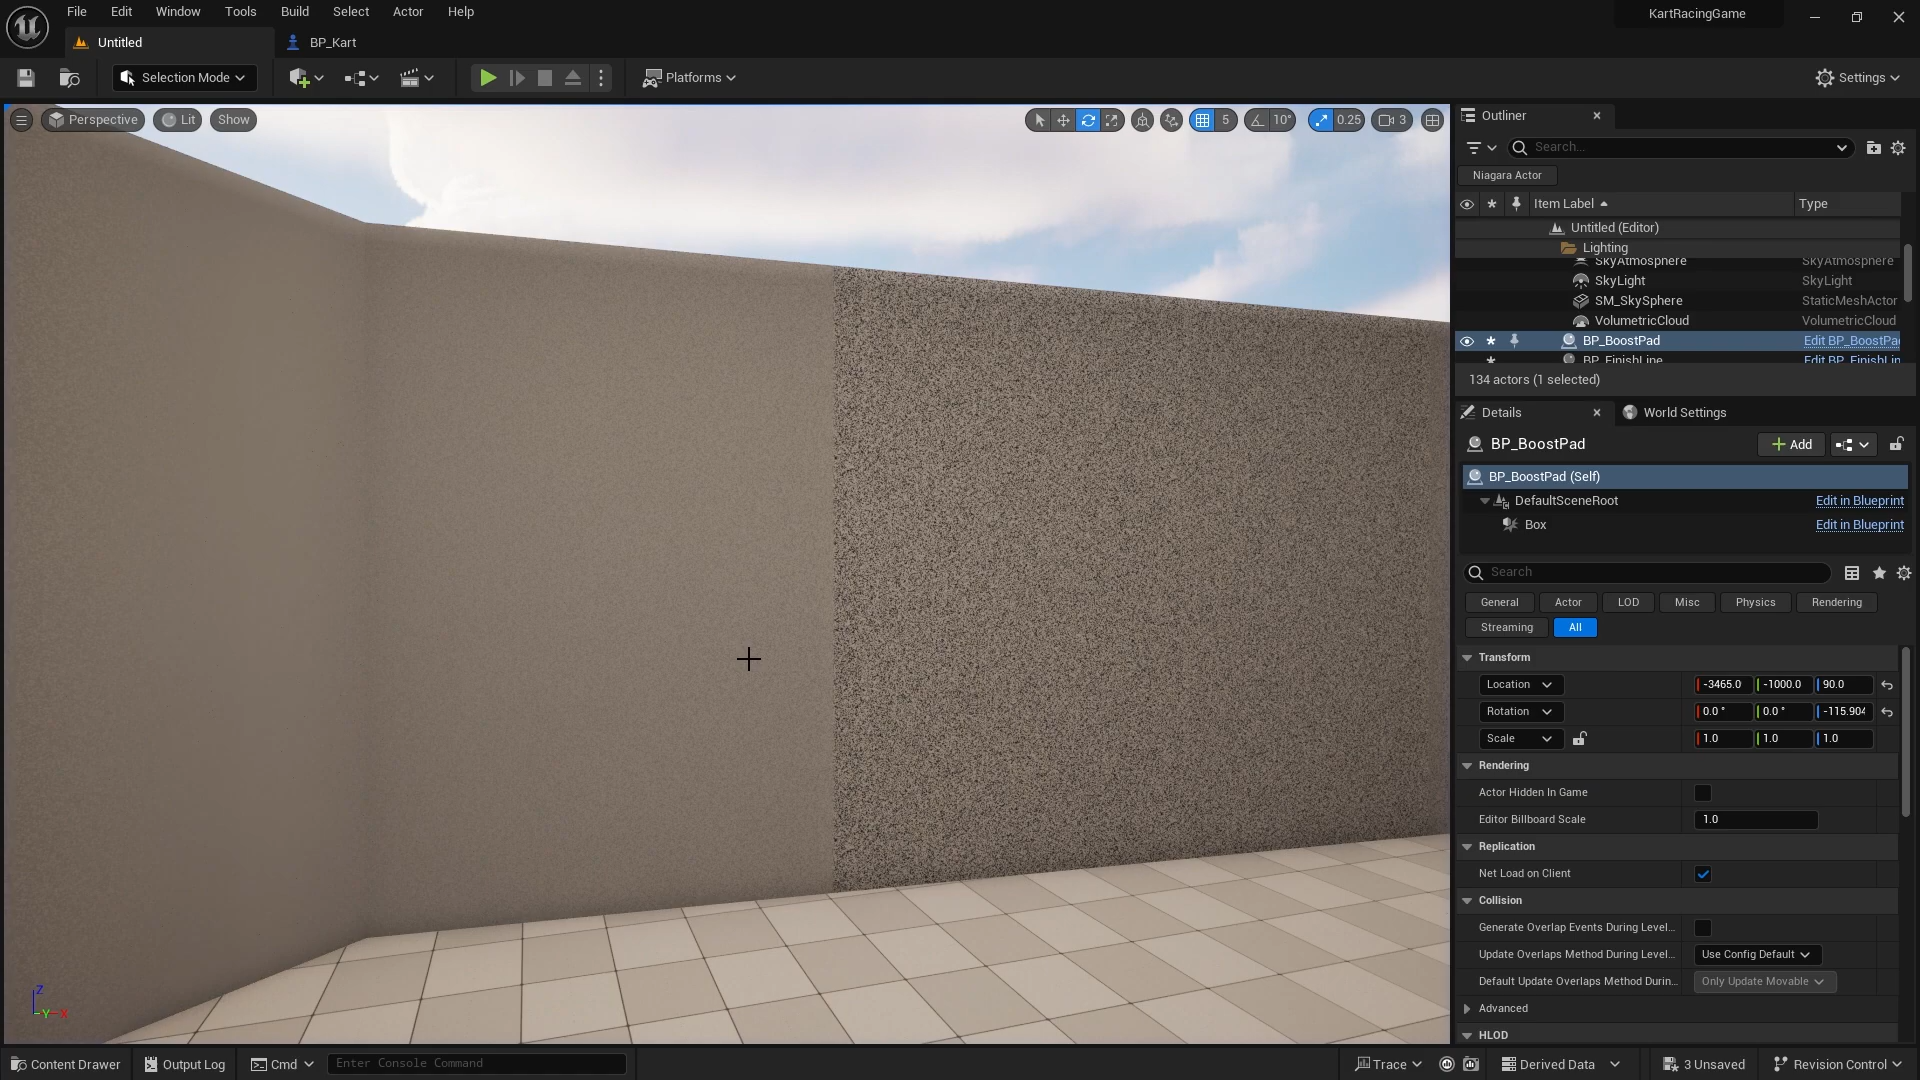 File Edit Window Tools Build Select Actor Help
KartRacingGame
Untitled
BP_Kart
Selection Mode
Platforms
Settings
Perspective
Lit
Show
5
10°
0.25
3
Outliner
Search...
Niagara Actor
Item Label
Type
Untitled (Editor)
Lighting
SkyAtmosphere SkyAtmosphere
SkyLight SkyLight
SM_SkySphere StaticMeshActor
VolumetricCloud VolumetricCloud
BP_BoostPad Edit BP_BoostPa
BP_FinishLine Edit BP_FinishLin
134 actors (1 selected)
Details
World Settings
BP_BoostPad
Add
BP_BoostPad (Self)
DefaultSceneRoot Edit in Blueprint
Box Edit in Blueprint
Search
General Actor LOD Misc Physics Rendering
Streaming All
Transform
Location -3465.0 -1000.0 90.0
Rotation 0.0 ° 0.0 ° -115.904
Scale 1.0 1.0 1.0
Rendering
Actor Hidden In Game
Editor Billboard Scale 1.0
Replication
Net Load on Client
Collision
Generate Overlap Events During Level...
Update Overlaps Method During Level... Use Config Default
Default Update Overlaps Method Durin... Only Update Movable
Advanced
HLOD
Z
Y X
Content Drawer
Output Log
Cmd
Enter Console Command
Trace
Derived Data
3 Unsaved
Revision Control